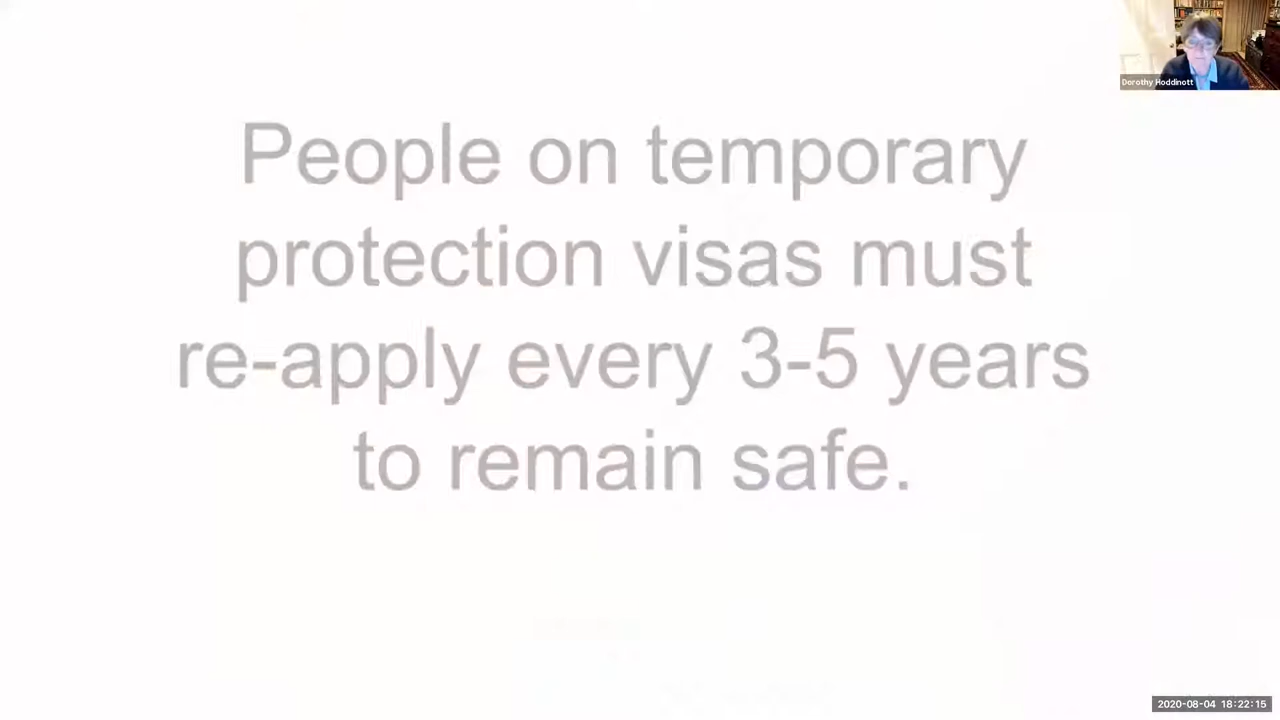 Dorothy Hoddinott
People on temporary
protection visas must
re-apply every 3-5 years
to remain safe.
2020-08-04 18:22:15